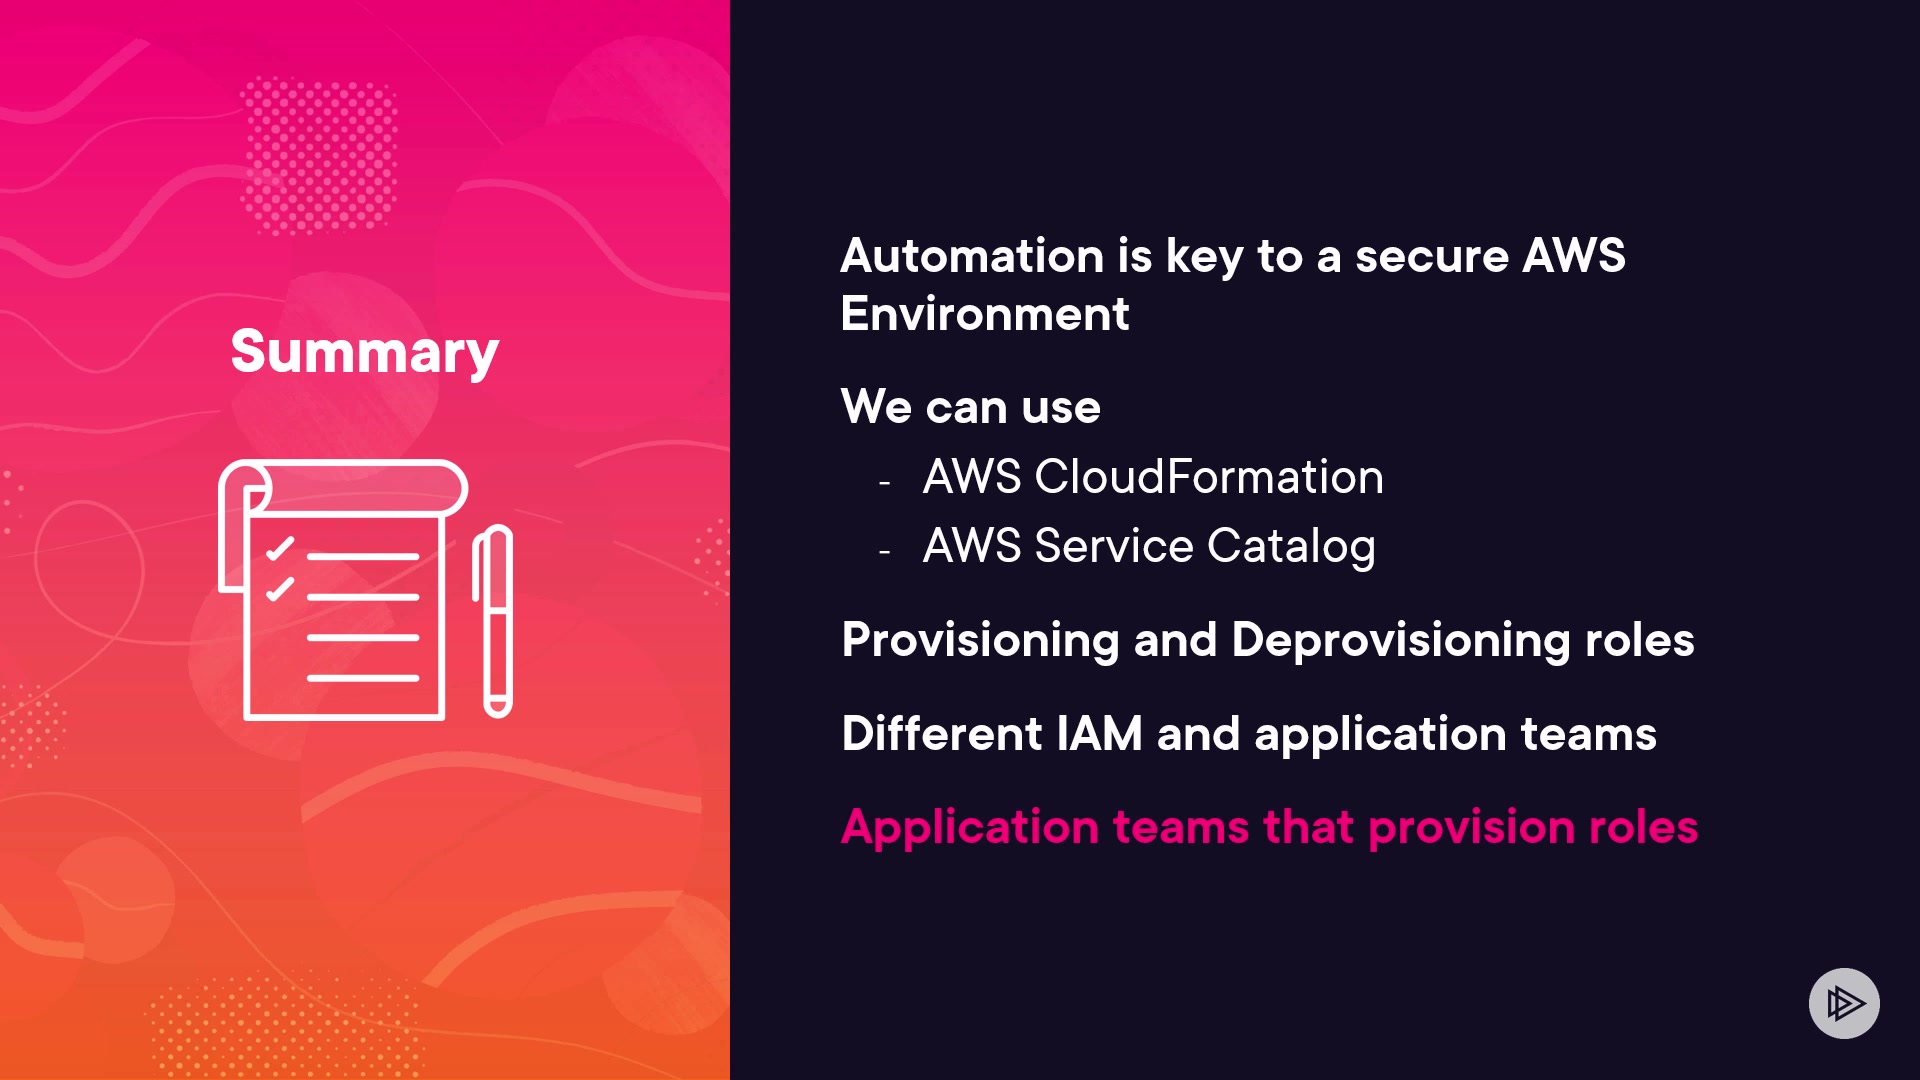 Summary
Automation is key to a secure AWS
Environment
We can use
- AWS CloudFormation
- AWS Service Catalog
Provisioning and Deprovisioning roles
Different IAM and application teams
Application teams that provision roles